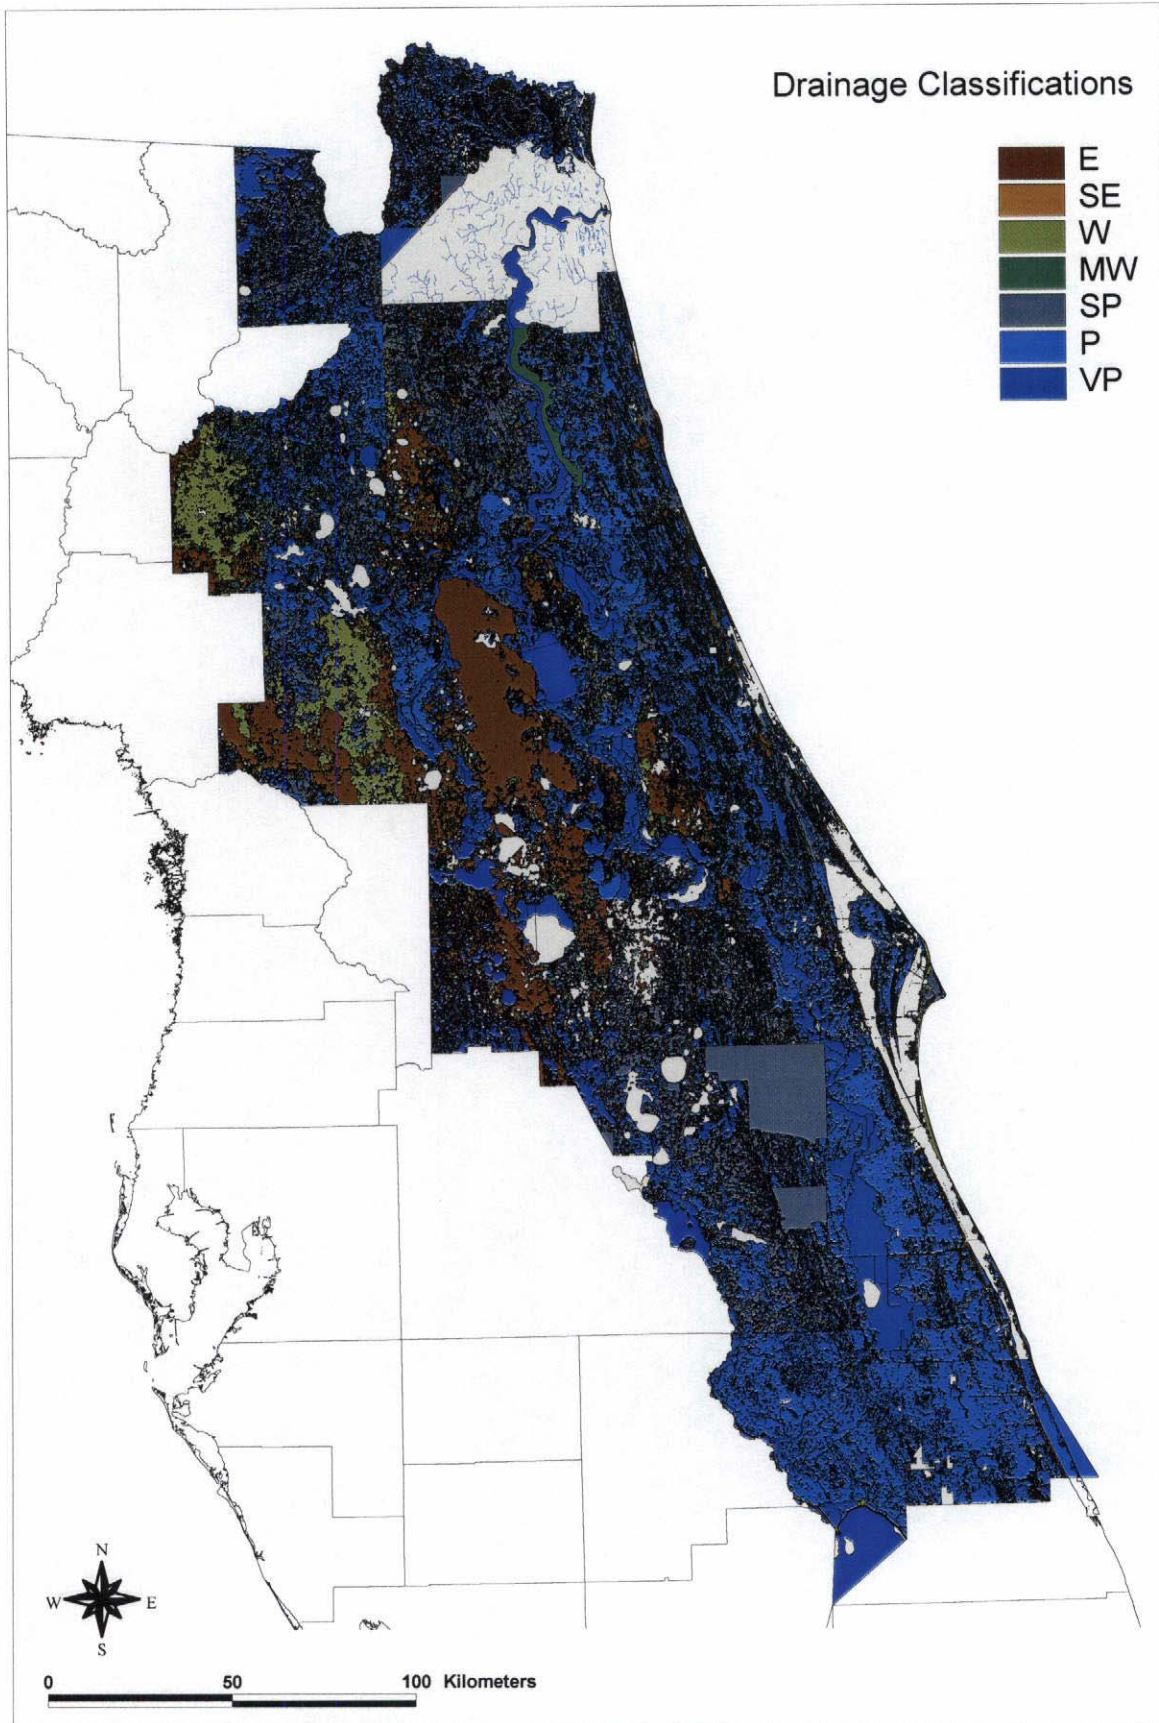 Drainage Classifications
E
SE
W
MW
SP
P
VP
N
W E
S
0 50 100 Kilometers